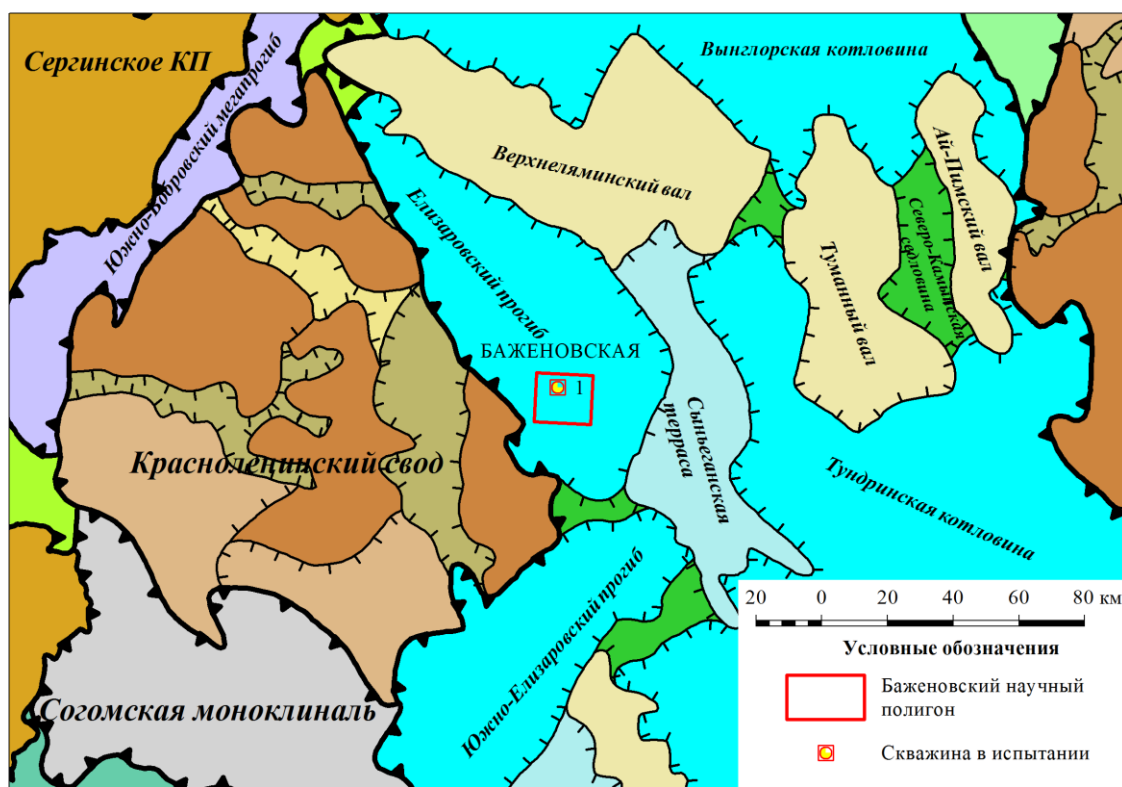 Сергинское КП
Южно-Бобровский мегапрогиб
Вынглорская котловина
Верхнеляминский вал
Ай-Пимский вал
Северо-Камынская
седловина
Туманный вал
Елизаровский прогиб
БАЖЕНОВСКАЯ
1
Сыньеганская
терраса
Красноленинский свод
Тундринская котловина
Южно-Елизаровский прогиб
Согомская моноклиналь
20 0 20 40 60 80 км
Условные обозначения
Баженовский научный
полигон
Скважина в испытании